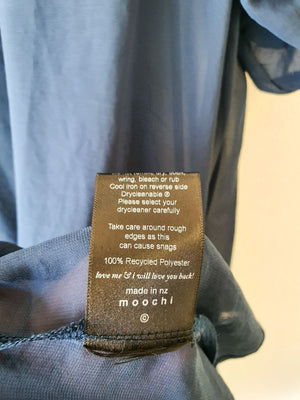 wring, bleach or rub
Cool iron on reverse side
Drycleanable ®
Please select your
drycleaner carefully
Take care around rough
edges as this
can cause snags
100% Recycled Polyester
love me & i will love you back!
made in nz
moochi
©